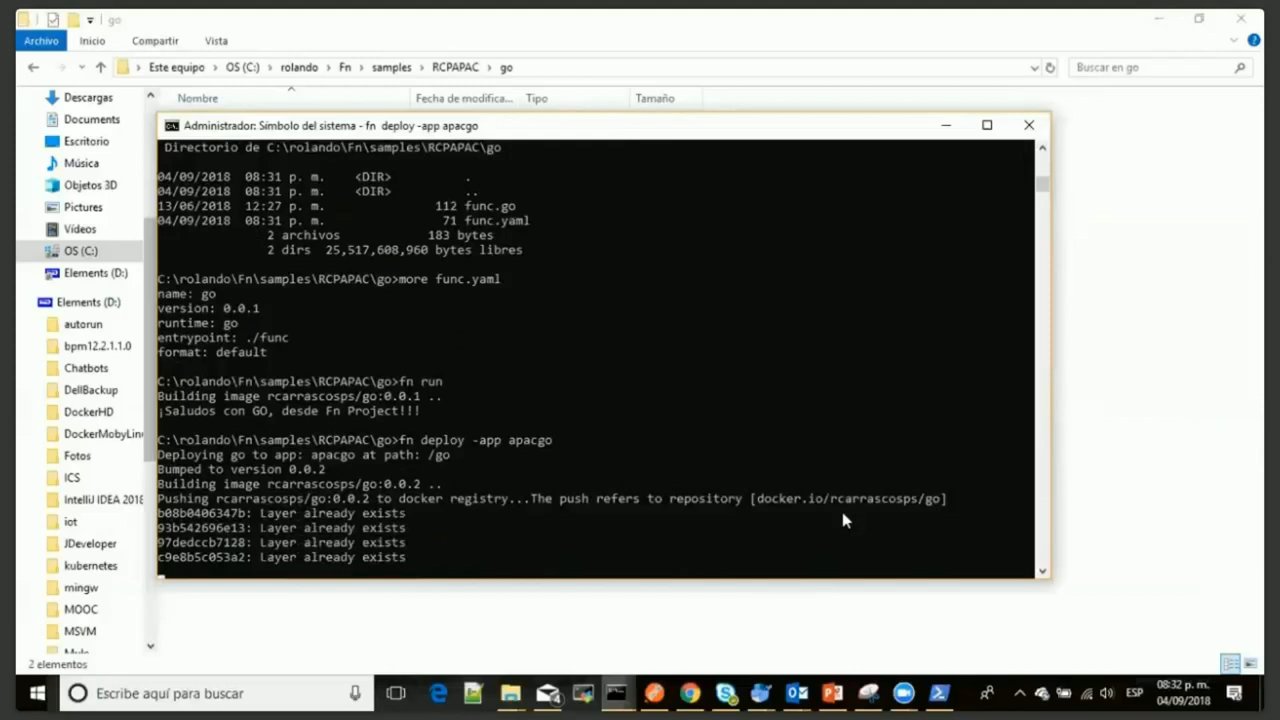 go
Archivo Inicio Compartir Vista
Este equipo › OS (C:) › rolando › Fn › samples › RCPAPAC › go
Buscar en go
Nombre Fecha de modifica... Tipo Tamaño
Descargas
Documents
Escritorio
Música
Objetos 3D
Pictures
Vídeos
OS (C:)
Elements (D:)
Elements (D:)
autorun
bpm12.2.1.1.0
Chatbots
DellBackup
DockerHD
DockerMobyLin
Fotos
ICS
IntelliJ IDEA 2018
iot
JDeveloper
kubernetes
mingw
MOOC
MSVM
2 elementos
Administrador: Símbolo del sistema - fn deploy -app apacgo
Directorio de C:\rolando\Fn\samples\RCPAPAC\go
04/09/2018 08:31 p. m. <DIR> .
04/09/2018 08:31 p. m. <DIR> ..
13/06/2018 12:27 p. m. 112 func.go
04/09/2018 08:31 p. m. 71 func.yaml
2 archivos 183 bytes
2 dirs 25,517,608,960 bytes libres
C:\rolando\Fn\samples\RCPAPAC\go>more func.yaml
name: go
version: 0.0.1
runtime: go
entrypoint: ./func
format: default
C:\rolando\Fn\samples\RCPAPAC\go>fn run
Building image rcarrascosps/go:0.0.1 ..
¡Saludos con GO, desde Fn Project!!!
C:\rolando\Fn\samples\RCPAPAC\go>fn deploy -app apacgo
Deploying go to app: apacgo at path: /go
Bumped to version 0.0.2
Building image rcarrascosps/go:0.0.2 ..
Pushing rcarrascosps/go:0.0.2 to docker registry...The push refers to repository [docker.io/rcarrascosps/go]
b08b0406347b: Layer already exists
93b542696e13: Layer already exists
97dedccb7128: Layer already exists
c9e8b5c053a2: Layer already exists
Escribe aquí para buscar
ESP
08:32 p. m.
04/09/2018